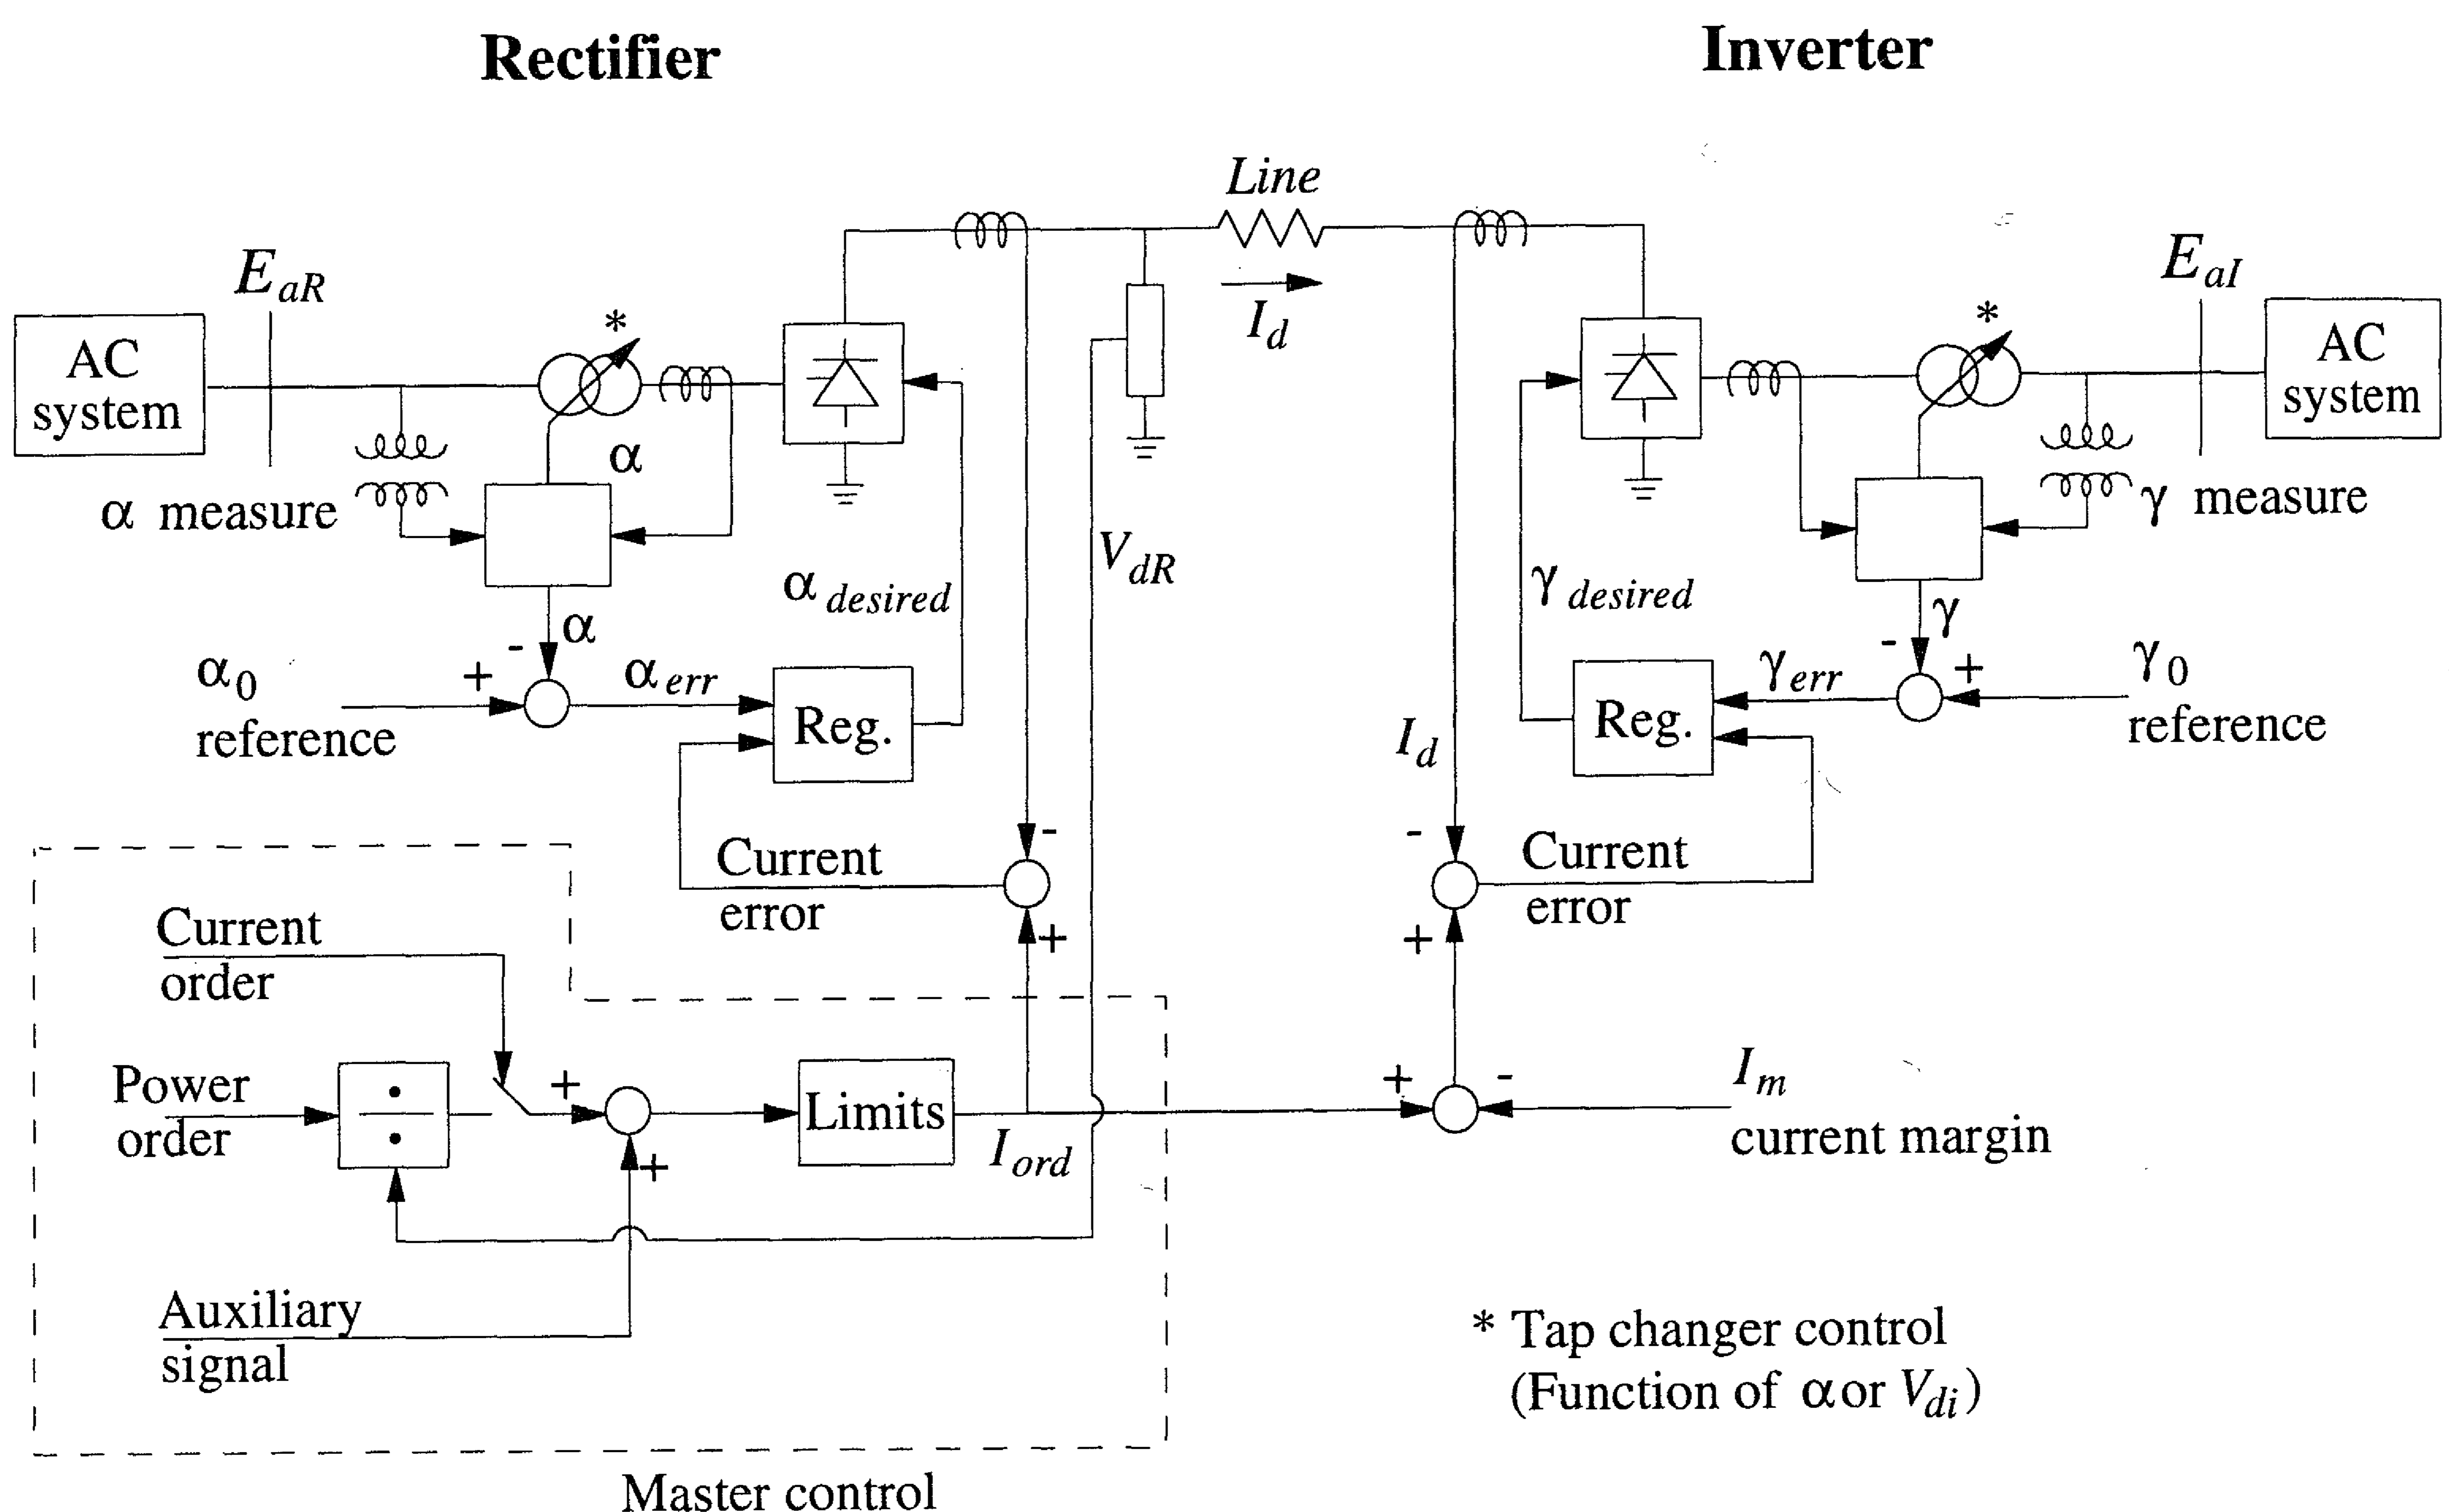 Rectifier
Inverter
Line
E_aR
E_aI
*
*
I_d
AC
system
AC
system
α
α measure
γ measure
V_dR
α_desired
γ_desired
α
γ
-
-
α_0
reference
+
α_err
Reg.
Reg.
γ_err
+
γ_0
reference
I_d
-
-
Current
error
Current
error
+
+
Current
order
Power
order
÷
+
+
Limits
I_ord
+
-
I_m
current margin
Auxiliary
signal
* Tap changer control
(Function of α or V_di)
Master control